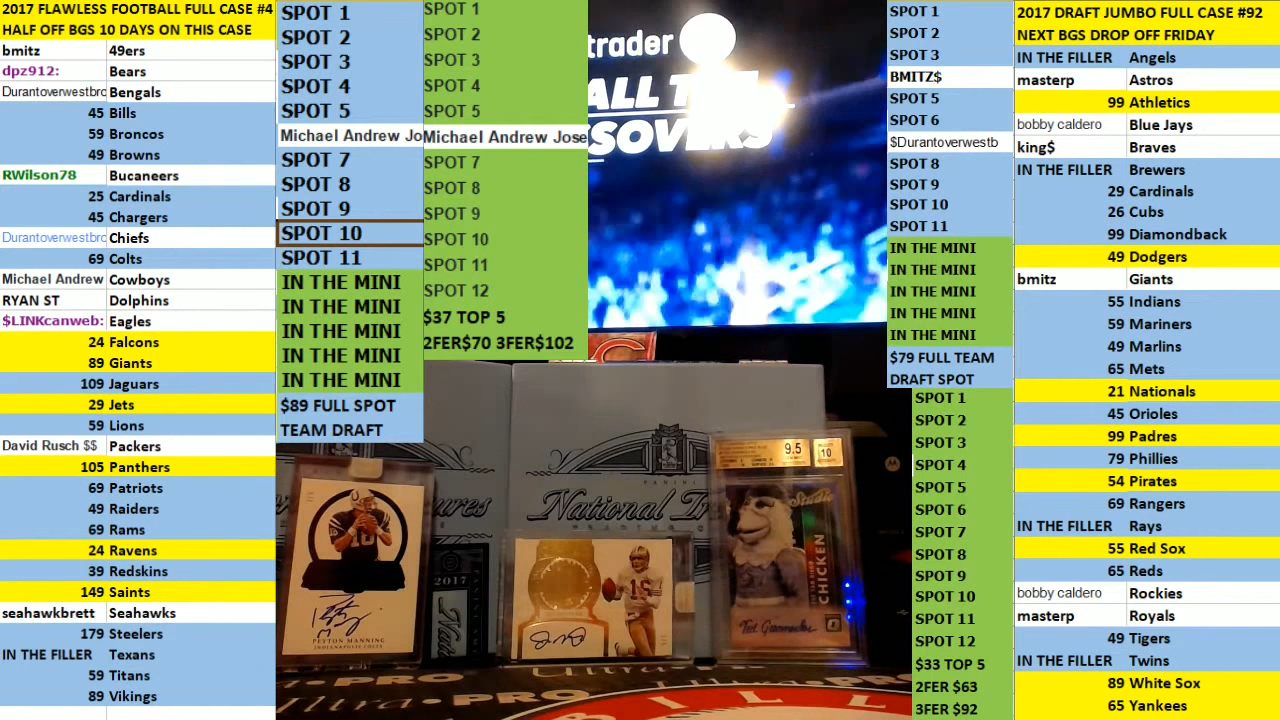 2017 FLAWLESS FOOTBALL FULL CASE #4
HALF OFF BGS 10 DAYS ON THIS CASE
bmitz 49ers
dpz912: Bears
Durantoverwestbro Bengals
45 Bills
59 Broncos
49 Browns
RWilson78 Bucaneers
25 Cardinals
45 Chargers
Durantoverwestbro Chiefs
69 Colts
Michael Andrew Cowboys
RYAN ST Dolphins
$LINKcanweb: Eagles
24 Falcons
89 Giants
109 Jaguars
29 Jets
59 Lions
David Rusch $$ Packers
105 Panthers
69 Patriots
49 Raiders
69 Rams
24 Ravens
39 Redskins
149 Saints
seahawkbrett Seahawks
179 Steelers
IN THE FILLER Texans
59 Titans
89 Vikings
SPOT 1
SPOT 2
SPOT 3
SPOT 4
SPOT 5
Michael Andrew Jo
SPOT 7
SPOT 8
SPOT 9
SPOT 10
SPOT 11
IN THE MINI
IN THE MINI
IN THE MINI
IN THE MINI
IN THE MINI
$89 FULL SPOT
TEAM DRAFT
SPOT 1
SPOT 2
SPOT 3
SPOT 4
SPOT 5
Michael Andrew Jose
SPOT 7
SPOT 8
SPOT 9
SPOT 10
SPOT 11
SPOT 12
$37 TOP 5
2FER$70 3FER$102
trader
ALL
SSOVERS
PANINI
National
2017
PEYTON MANNING
INDIANAPOLIS COLTS
9.5
10
CHICKEN
Ultra PRO
SPOT 1
SPOT 2
SPOT 3
BMITZ$
SPOT 5
SPOT 6
$Durantoverwestb
SPOT 8
SPOT 9
SPOT 10
SPOT 11
IN THE MINI
IN THE MINI
IN THE MINI
IN THE MINI
IN THE MINI
$79 FULL TEAM
DRAFT SPOT
SPOT 1
SPOT 2
SPOT 3
SPOT 4
SPOT 5
SPOT 6
SPOT 7
SPOT 8
SPOT 9
SPOT 10
SPOT 11
SPOT 12
$33 TOP 5
2FER $63
3FER $92
2017 DRAFT JUMBO FULL CASE #92
NEXT BGS DROP OFF FRIDAY
IN THE FILLER Angels
masterp Astros
99 Athletics
bobby caldero Blue Jays
king$ Braves
IN THE FILLER Brewers
29 Cardinals
26 Cubs
99 Diamondback
49 Dodgers
bmitz Giants
55 Indians
59 Mariners
49 Marlins
65 Mets
21 Nationals
45 Orioles
99 Padres
79 Phillies
54 Pirates
69 Rangers
IN THE FILLER Rays
55 Red Sox
65 Reds
bobby caldero Rockies
masterp Royals
49 Tigers
IN THE FILLER Twins
89 White Sox
65 Yankees